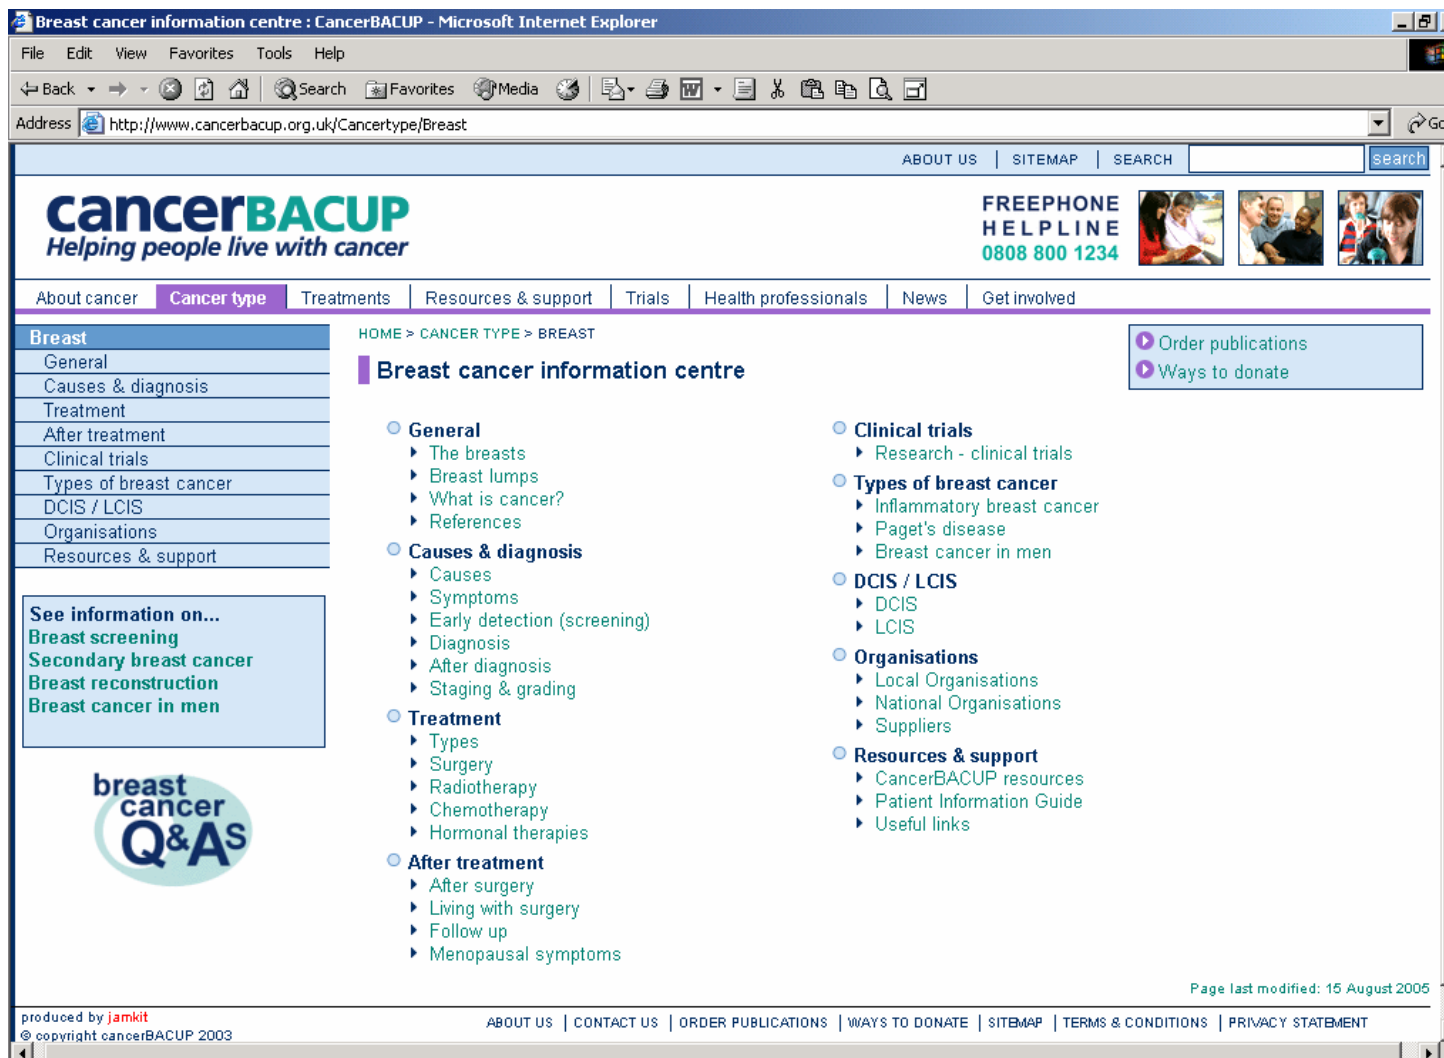 Breast cancer information centre : CancerBACUP - Microsoft Internet Explorer
File Edit View Favorites Tools Help
Back Search Favorites Media
Address http://www.cancerbacup.org.uk/Cancertype/Breast Go
ABOUT US | SITEMAP | SEARCH search
cancerBACUP
Helping people live with cancer
FREEPHONE
HELPLINE
0808 800 1234
About cancer Cancer type Treatments | Resources & support | Trials | Health professionals | News | Get involved
Breast
General
Causes & diagnosis
Treatment
After treatment
Clinical trials
Types of breast cancer
DCIS / LCIS
Organisations
Resources & support
See information on...
Breast screening
Secondary breast cancer
Breast reconstruction
Breast cancer in men
breast
cancer
Q&As
HOME > CANCER TYPE > BREAST
Breast cancer information centre
Order publications
Ways to donate
General
The breasts
Breast lumps
What is cancer?
References
Causes & diagnosis
Causes
Symptoms
Early detection (screening)
Diagnosis
After diagnosis
Staging & grading
Treatment
Types
Surgery
Radiotherapy
Chemotherapy
Hormonal therapies
After treatment
After surgery
Living with surgery
Follow up
Menopausal symptoms
Clinical trials
Research - clinical trials
Types of breast cancer
Inflammatory breast cancer
Paget's disease
Breast cancer in men
DCIS / LCIS
DCIS
LCIS
Organisations
Local Organisations
National Organisations
Suppliers
Resources & support
CancerBACUP resources
Patient Information Guide
Useful links
Page last modified: 15 August 2005
produced by jamkit
© copyright cancerBACUP 2003
ABOUT US | CONTACT US | ORDER PUBLICATIONS | WAYS TO DONATE | SITEMAP | TERMS & CONDITIONS | PRIVACY STATEMENT